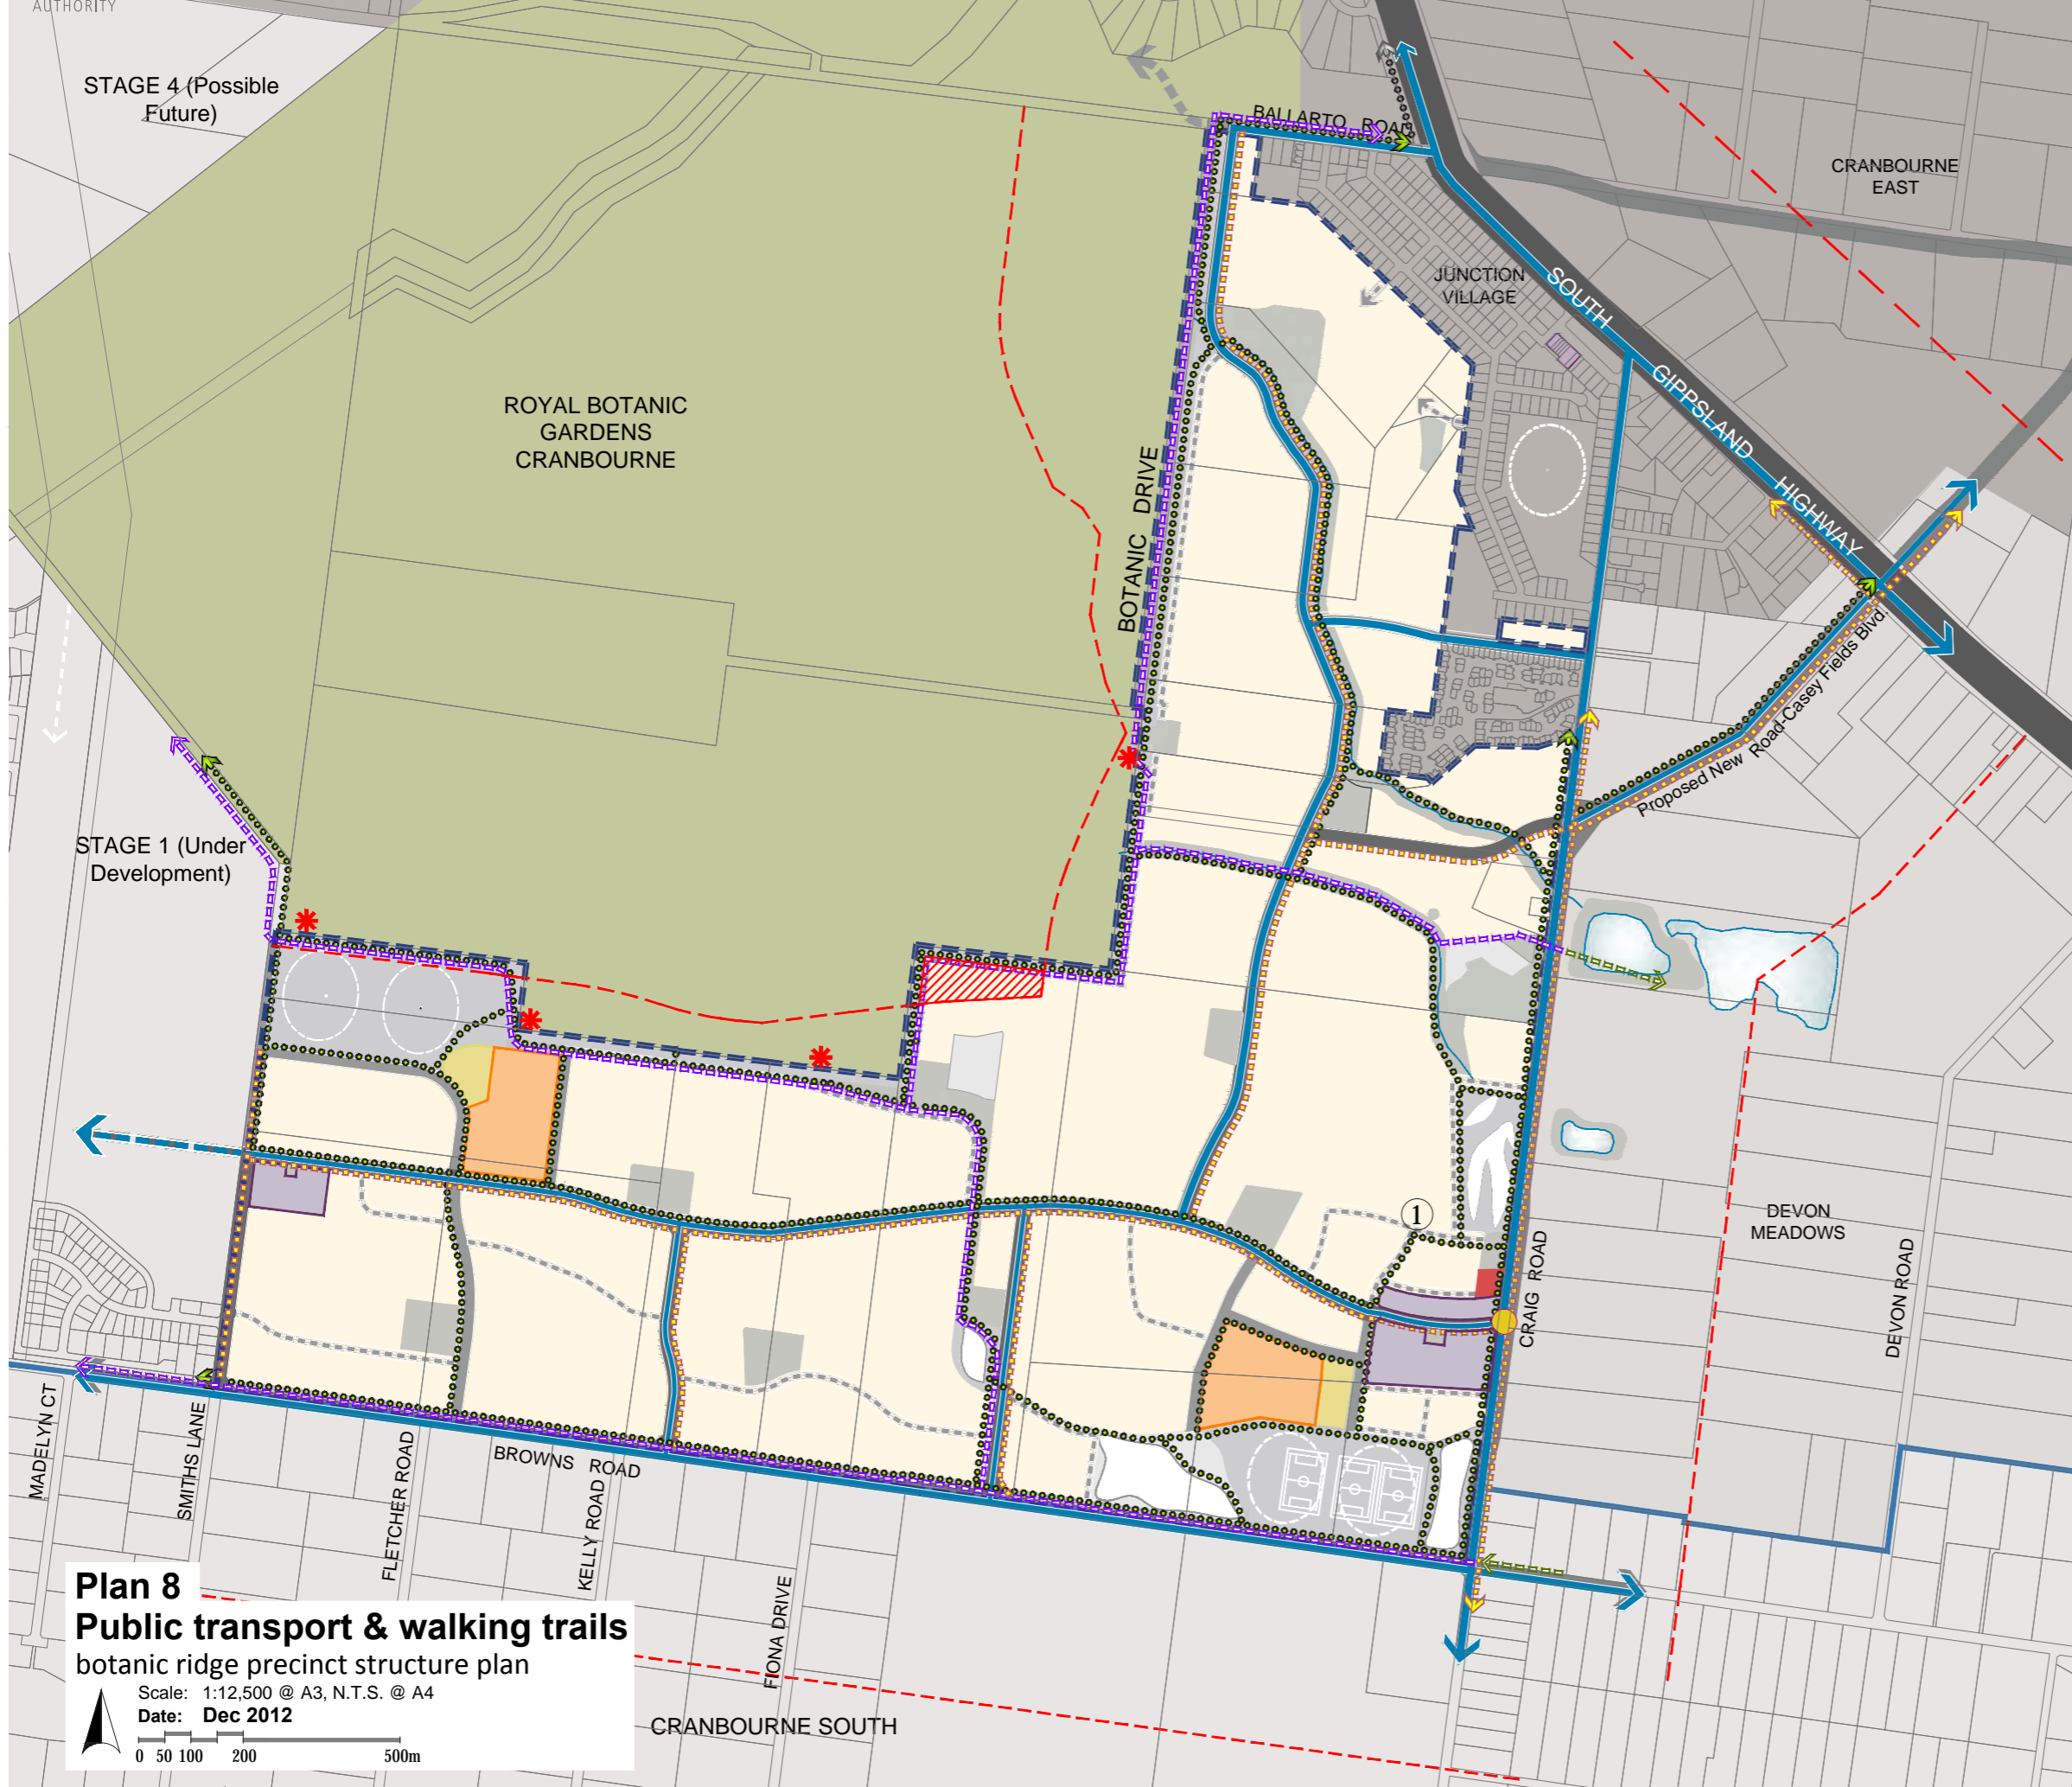 AUTHORITY
STAGE 4 (Possible
Future)
BALLARTO ROAD
CRANBOURNE
EAST
JUNCTION
VILLAGE
SOUTH GIPPSLAND HIGHWAY
ROYAL BOTANIC
GARDENS
CRANBOURNE
BOTANIC DRIVE
Proposed New Road-Casey Fields Blvd.
STAGE 1 (Under
Development)
1
DEVON
MEADOWS
CRAIG ROAD
DEVON ROAD
MADELYN CT
SMITHS LANE
FLETCHER ROAD
BROWNS ROAD
KELLY ROAD
FIONA DRIVE
Plan 8
Public transport & walking trails
botanic ridge precinct structure plan
Scale: 1:12,500 @ A3, N.T.S. @ A4
Date: Dec 2012
0 50 100 200 500m
CRANBOURNE SOUTH